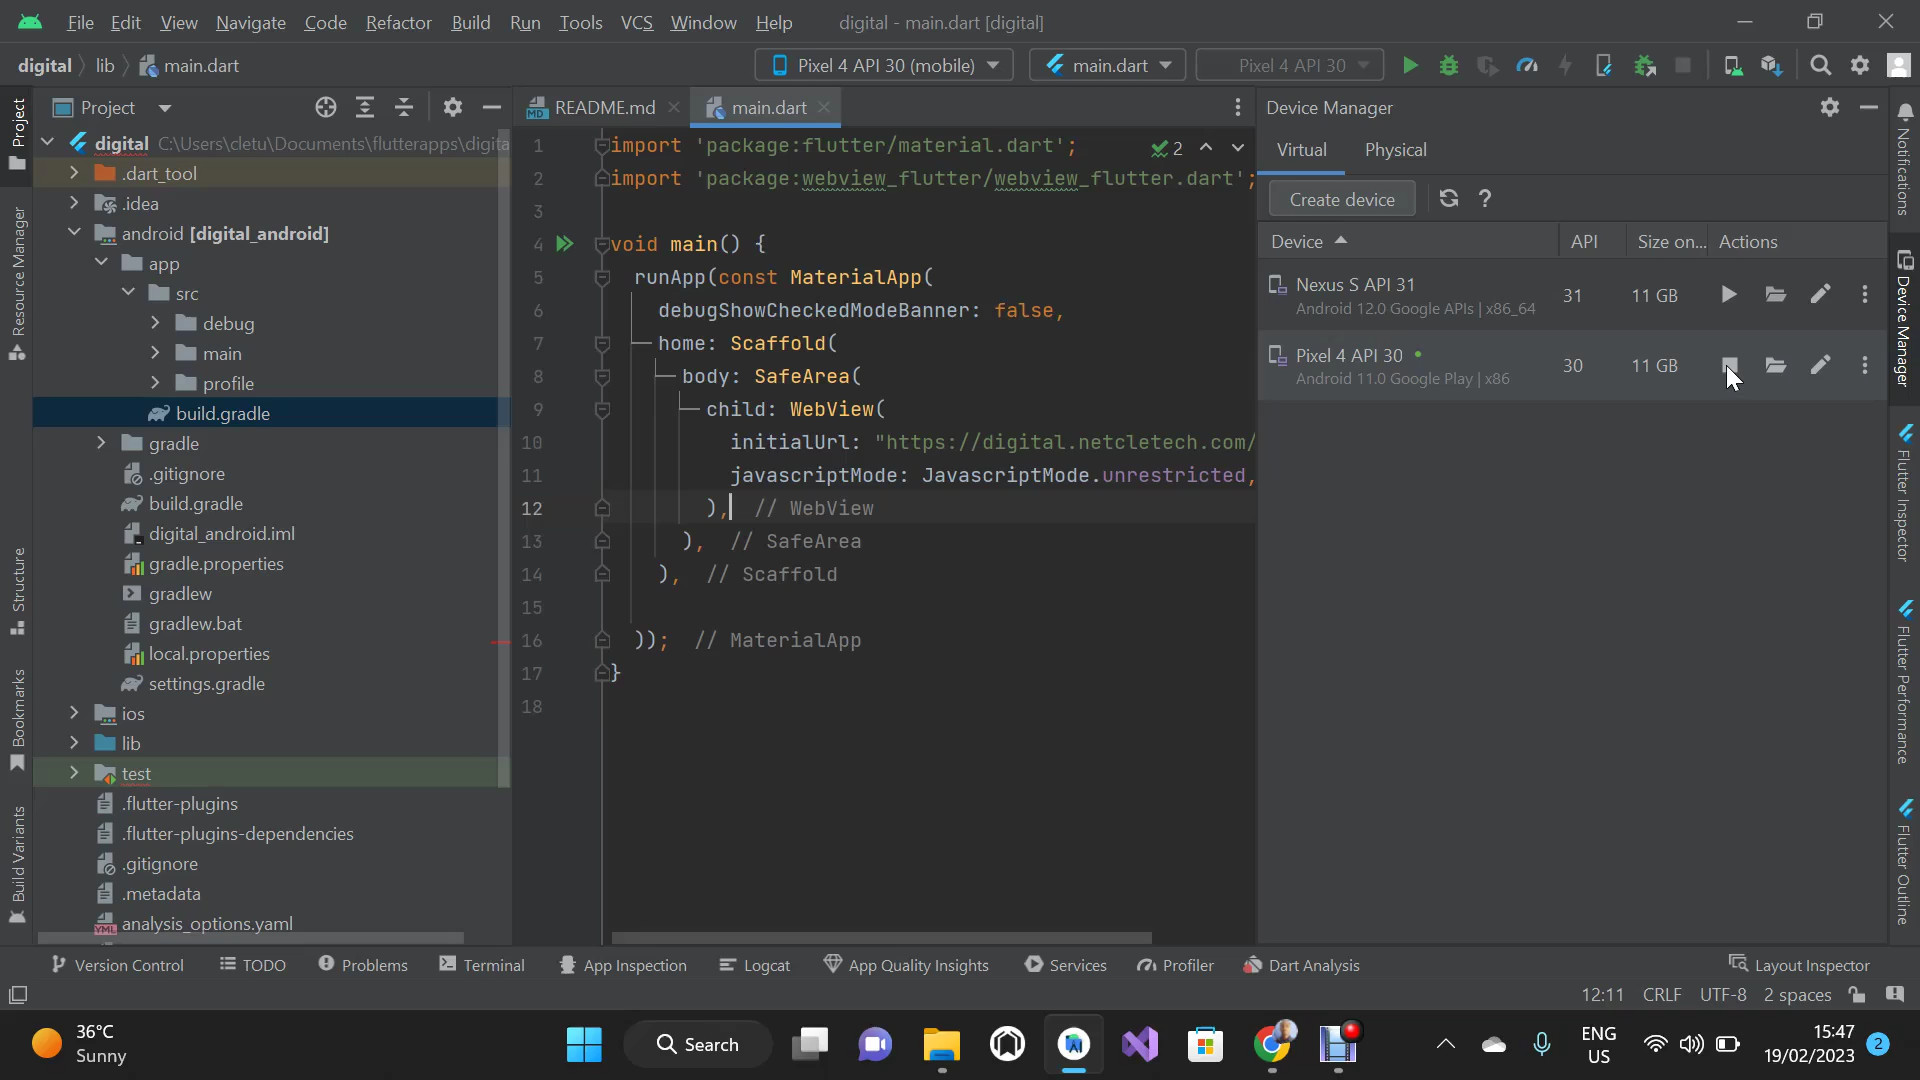 File Edit View Navigate Code Refactor Build Run Tools VCS Window Help digital - main.dart [digital]
digital lib main.dart Pixel 4 API 30 (mobile) main.dart Pixel 4 API 30
Project
README.md main.dart
Device Manager
digital C:\Users\cletu\Documents\flutterapps\digita
.dart_tool
.idea
android [digital_android]
app
src
debug
main
profile
build.gradle
gradle
.gitignore
build.gradle
digital_android.iml
gradle.properties
gradlew
gradlew.bat
local.properties
settings.gradle
ios
lib
test
.flutter-plugins
.flutter-plugins-dependencies
.gitignore
.metadata
analysis_options.yaml
1 import 'package:flutter/material.dart'; 2
2 import 'package:webview_flutter/webview_flutter.dart';
3
4 void main() {
5 runApp(const MaterialApp(
6 debugShowCheckedModeBanner: false,
7 home: Scaffold(
8 body: SafeArea(
9 child: WebView(
10 initialUrl: "https://digital.netcletech.com/
11 javascriptMode: JavascriptMode.unrestricted,
12 ), // WebView
13 ), // SafeArea
14 ), // Scaffold
15
16 )); // MaterialApp
17 }
18
Virtual Physical
Create device ?
Device API Size on... Actions
Nexus S API 31
Android 12.0 Google APIs | x86_64
31 11 GB
Pixel 4 API 30
Android 11.0 Google Play | x86
30 11 GB
Project
Resource Manager
Structure
Bookmarks
Build Variants
Notifications
Device Manager
Flutter Inspector
Flutter Performance
Flutter Outline
Version Control TODO Problems Terminal App Inspection Logcat App Quality Insights Services Profiler Dart Analysis Layout Inspector
12:11 CRLF UTF-8 2 spaces
36°C
Sunny
Search
ENG
US
15:47
19/02/2023
2